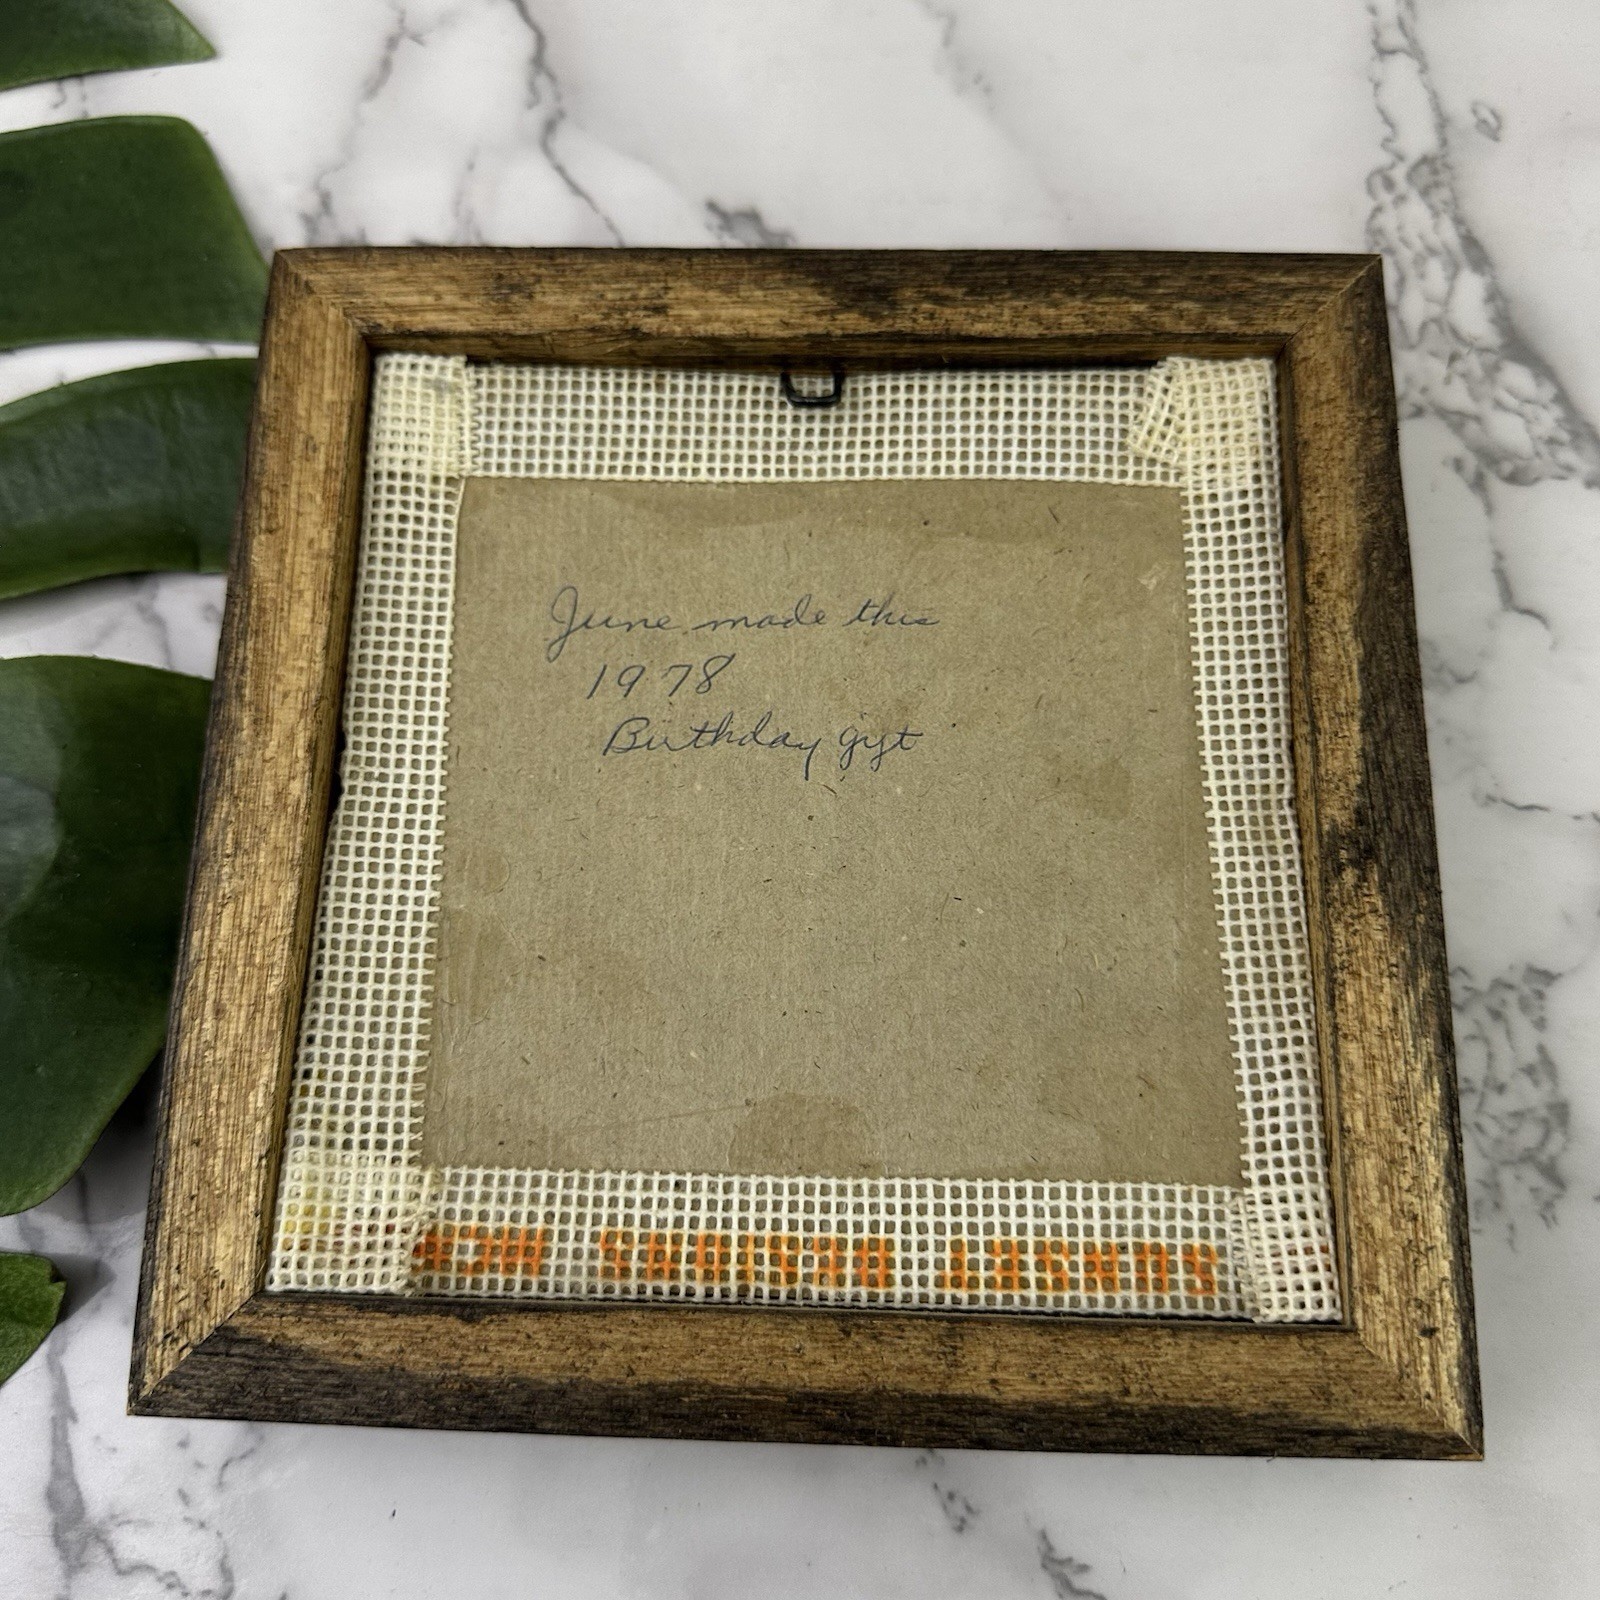 June made this
1978
Birthday gift
SUNSET DESIGNS